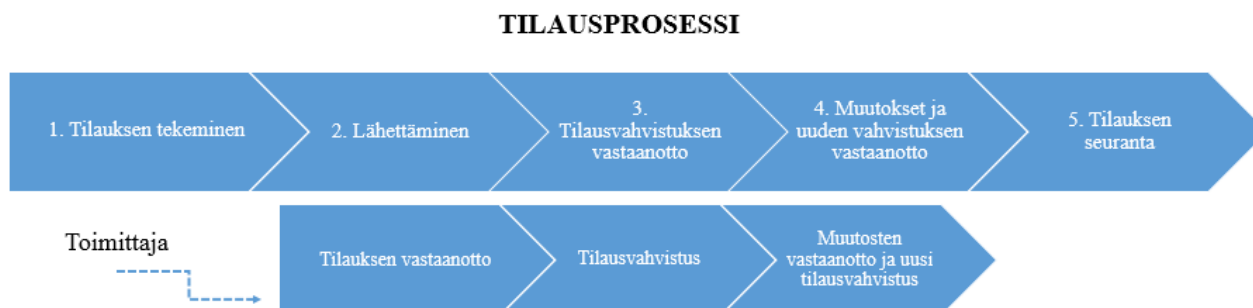 TILAUSPROSESSI
1. Tilauksen tekeminen
2. Lähettäminen
3.
Tilausvahvistuksen
vastaanotto
4. Muutokset ja
uuden vahvistuksen
vastaanotto
5. Tilauksen
seuranta
Toimittaja
Tilauksen vastaanotto
Tilausvahvistus
Muutosten
vastaanotto ja uusi
tilausvahvistus